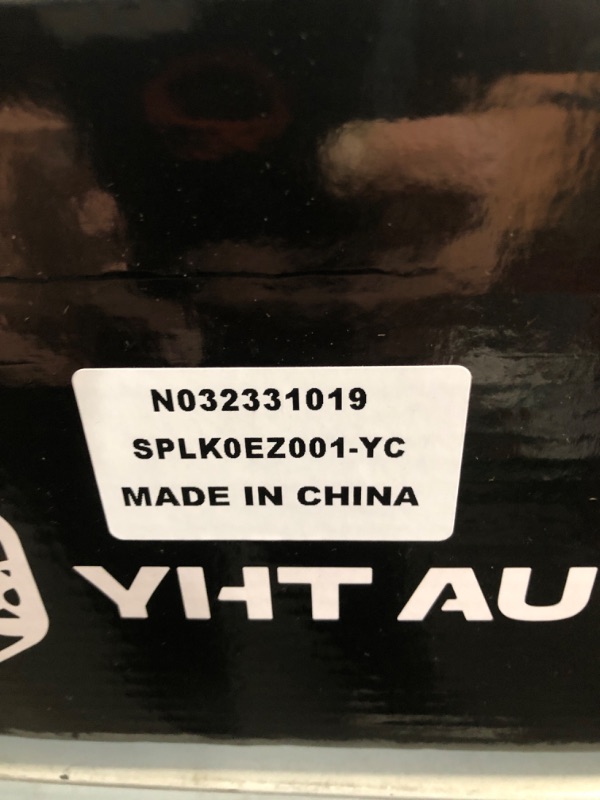 N032331019
SPLK0EZ001-YC
MADE IN CHINA
YHT AU